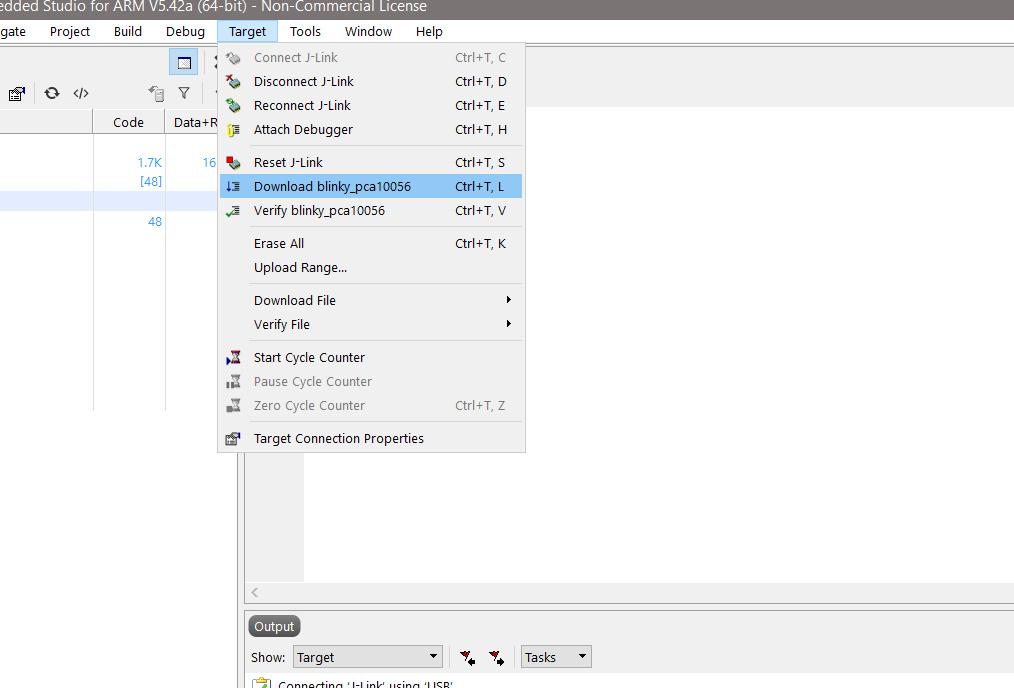 edded Studio for ARM V5.42a (64-bit) - Non-Commercial License
gate Project Build Debug Target Tools Window Help
Connect J-Link Ctrl+T, C
Disconnect J-Link Ctrl+T, D
Reconnect J-Link Ctrl+T, E
Code Data+R Attach Debugger Ctrl+T, H
1.7K 16 Reset J-Link Ctrl+T, S
[48] Download blinky_pca10056 Ctrl+T, L
48 Verify blinky_pca10056 Ctrl+T, V
Erase All Ctrl+T, K
Upload Range...
Download File
Verify File
Start Cycle Counter
Pause Cycle Counter
Zero Cycle Counter Ctrl+T, Z
Target Connection Properties
Output
Show: Target Tasks
Connecting 'J-Link' using 'USB'